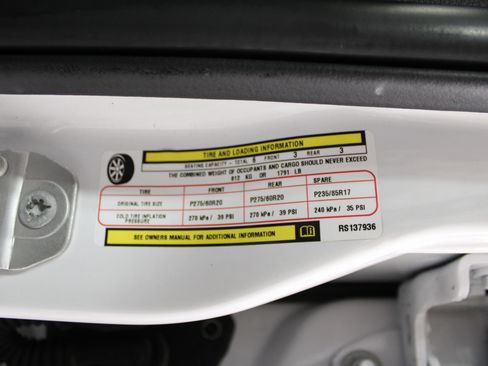 TIRE AND LOADING INFORMATION
SEATING CAPACITY - TOTAL 6 FRONT 3 REAR 3
THE COMBINED WEIGHT OF OCCUPANTS AND CARGO SHOULD NEVER EXCEED
812 KG OR 1791 LB
TIRE FRONT REAR SPARE
ORIGINAL TIRE SIZE P275/60R20 P275/60R20 P235/85R17
COLD TIRE INFLATION PRESSURE 270 kPa / 39 PSI 270 kPa / 39 PSI 240 kPa / 35 PSI
SEE OWNERS MANUAL FOR ADDITIONAL INFORMATION
RS137936